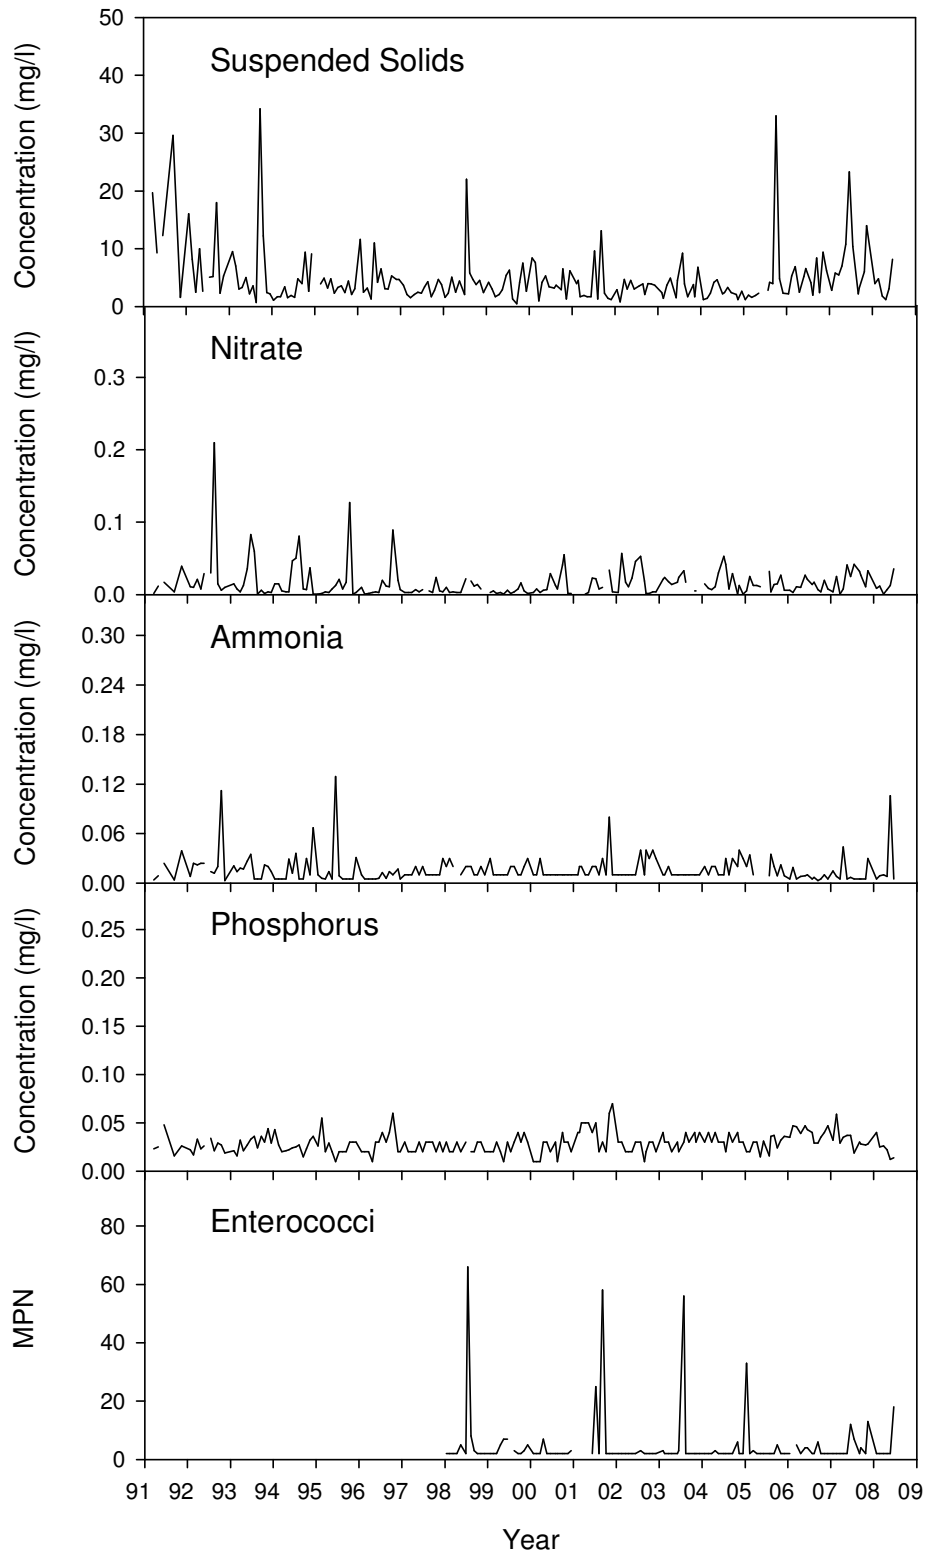 Suspended Solids
Concentration (mg/l)
50
40
30
20
10
0
Nitrate
Concentration (mg/l)
0.3
0.2
0.1
0.0
Ammonia
Concentration (mg/l)
0.30
0.24
0.18
0.12
0.06
0.00
Phosphorus
Concentration (mg/l)
0.25
0.20
0.15
0.10
0.05
0.00
Enterococci
MPN
80
60
40
20
0
91 92 93 94 95 96 97 98 99 00 01 02 03 04 05 06 07 08 09
Year